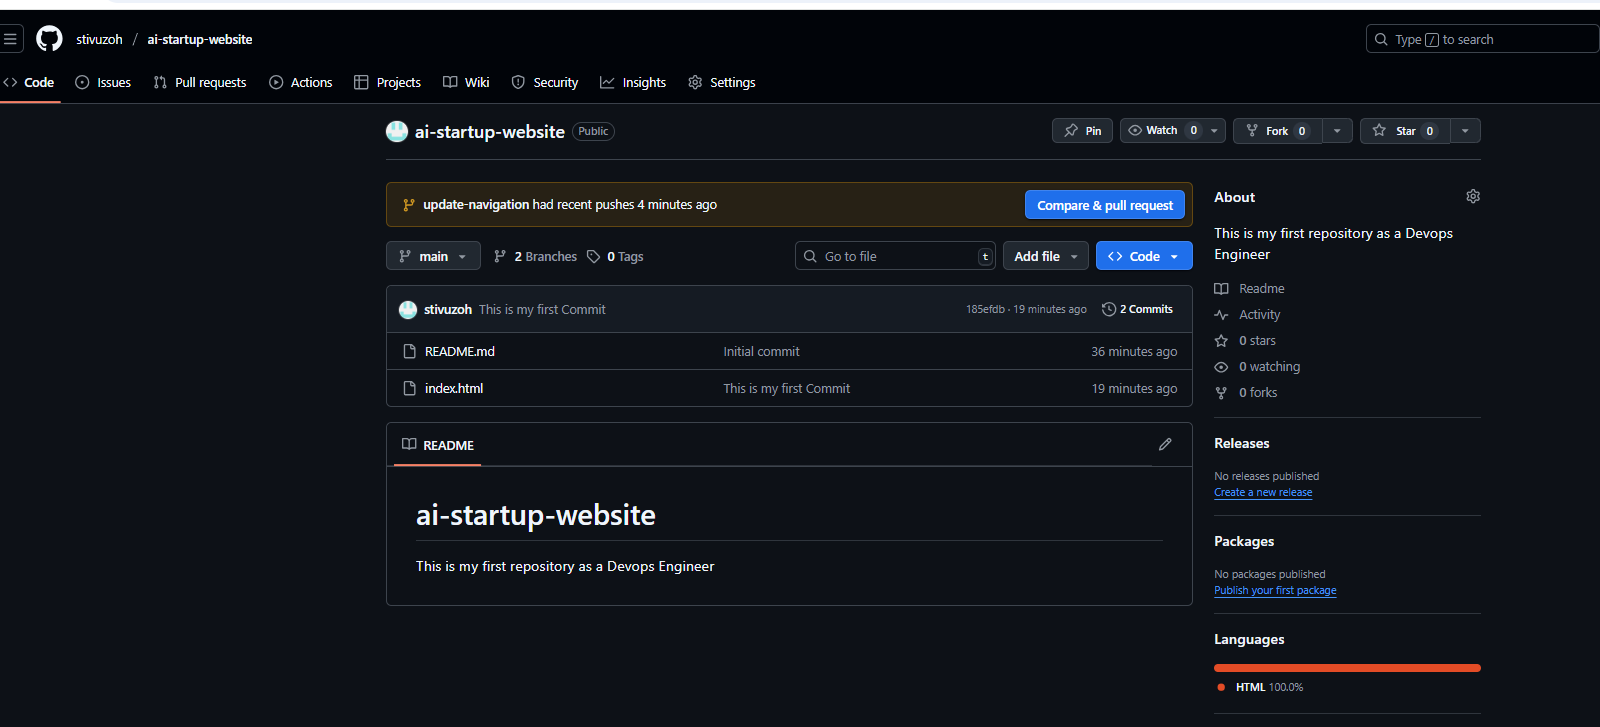 stivuzoh / ai-startup-website
Type / to search
Code Issues Pull requests Actions Projects Wiki Security Insights Settings
ai-startup-website Public
Pin Watch 0 Fork 0 Star 0
update-navigation had recent pushes 4 minutes ago
Compare & pull request
main 2 Branches 0 Tags
Go to file t
Add file
Code
stivuzoh This is my first Commit 185efdb · 19 minutes ago 2 Commits
README.md Initial commit 36 minutes ago
index.html This is my first Commit 19 minutes ago
README
ai-startup-website
This is my first repository as a Devops Engineer
About
This is my first repository as a Devops
Engineer
Readme
Activity
0 stars
0 watching
0 forks
Releases
No releases published
Create a new release
Packages
No packages published
Publish your first package
Languages
HTML 100.0%